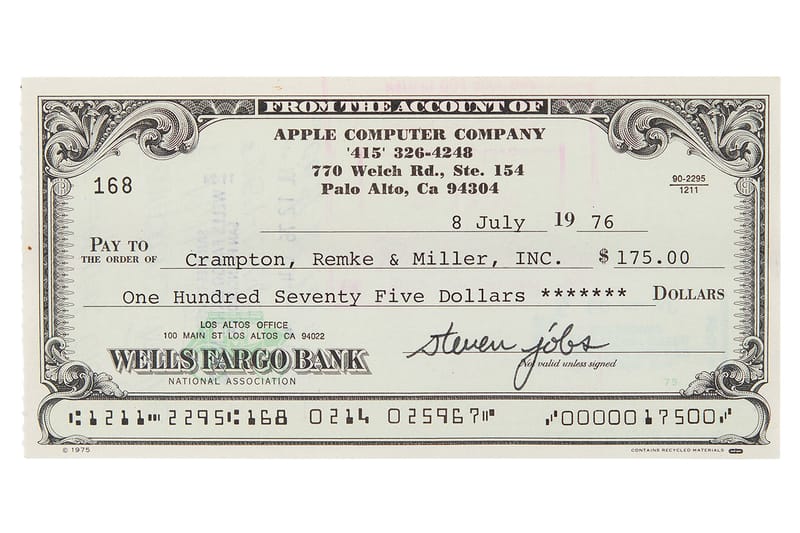 FROM THE ACCOUNT OF
APPLE COMPUTER COMPANY
'415' 326-4248
770 Welch Rd., Ste. 154
Palo Alto, Ca 94304
168
90-2295
1211
8 July 19 76
PAY TO
THE ORDER OF Crampton, Remke & Miller, INC. $ 175.00
One Hundred Seventy Five Dollars ******* DOLLARS
LOS ALTOS OFFICE
100 MAIN ST LOS ALTOS CA 94022
WELLS FARGO BANK
NATIONAL ASSOCIATION
steven jobs
Not valid unless signed
75
⑆1211⑉2295⑆168 0214 025967⑈ ⑇0000017500⑇
© 1975
CONTAINS RECYCLED MATERIALS